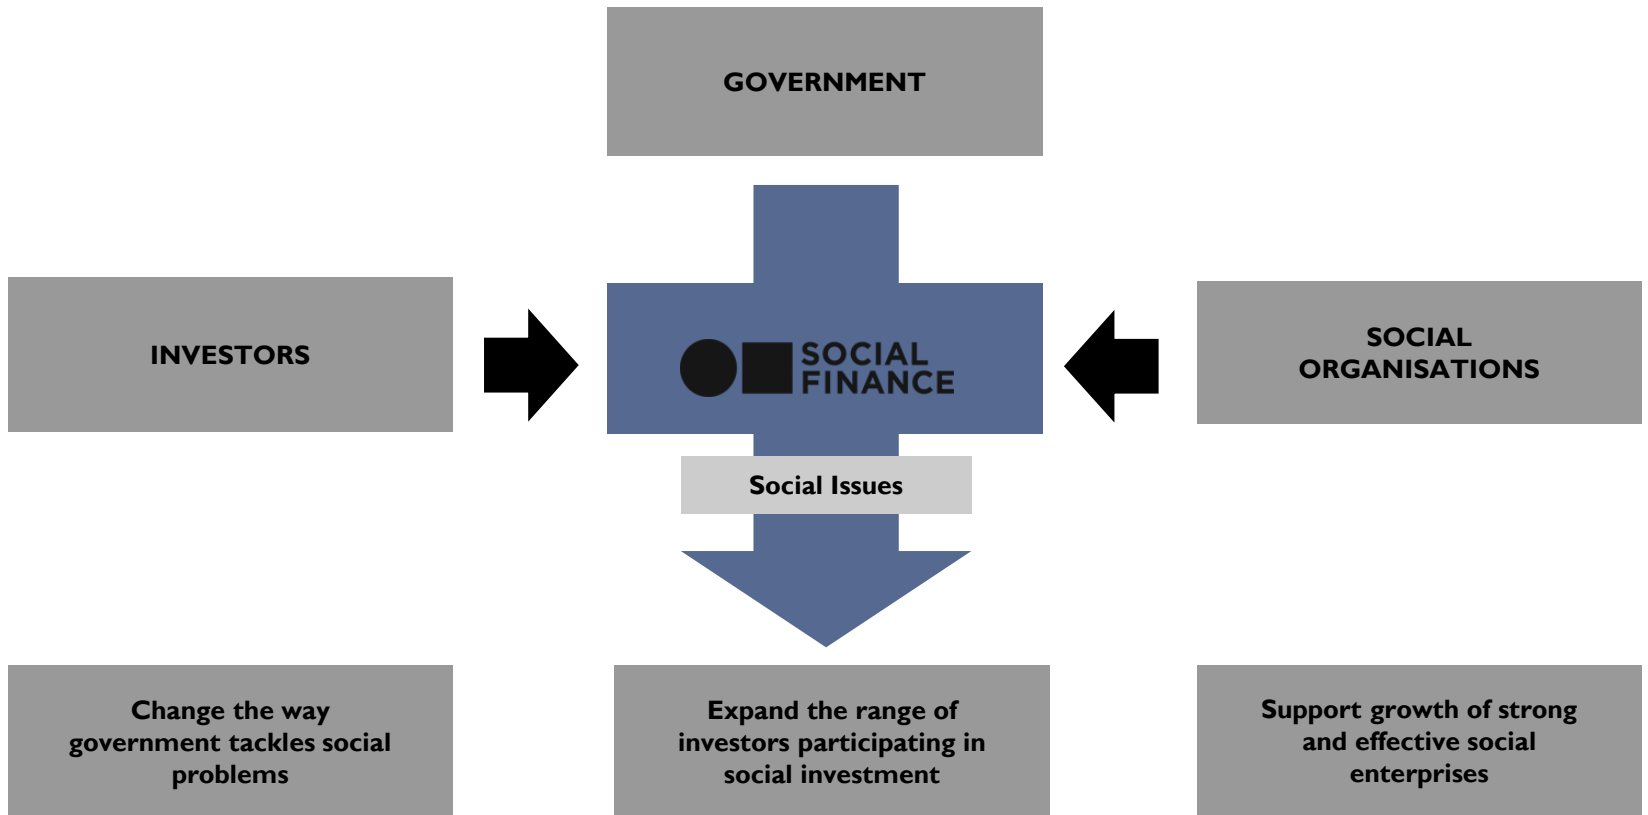 GOVERNMENT
INVESTORS
SOCIAL
FINANCE
SOCIAL
ORGANISATIONS
Social Issues
Change the way
government tackles social
problems
Expand the range of
investors participating in
social investment
Support growth of strong
and effective social
enterprises